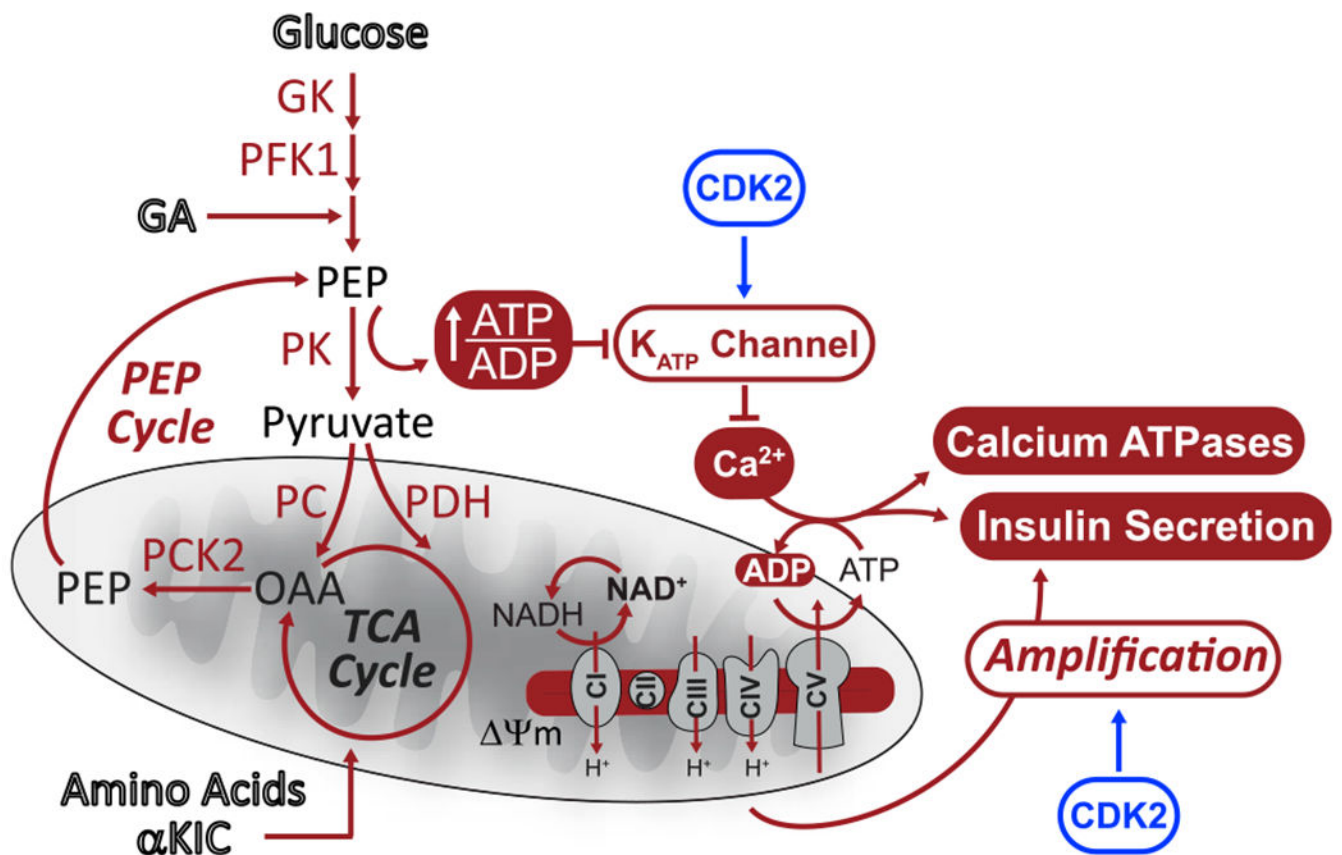 Glucose
GK
PFK1
GA
PEP
PK
Pyruvate
PEP
Cycle
↑ATP
ADP
CDK2
K_ATP Channel
Ca²⁺
Calcium ATPases
Insulin Secretion
PC
PDH
PCK2
PEP
OAA
TCA
Cycle
NADH
NAD⁺
ADP
ATP
CI
CII
CIII
CIV
CV
ΔΨm
H⁺
H⁺
H⁺
Amplification
CDK2
Amino Acids
αKIC